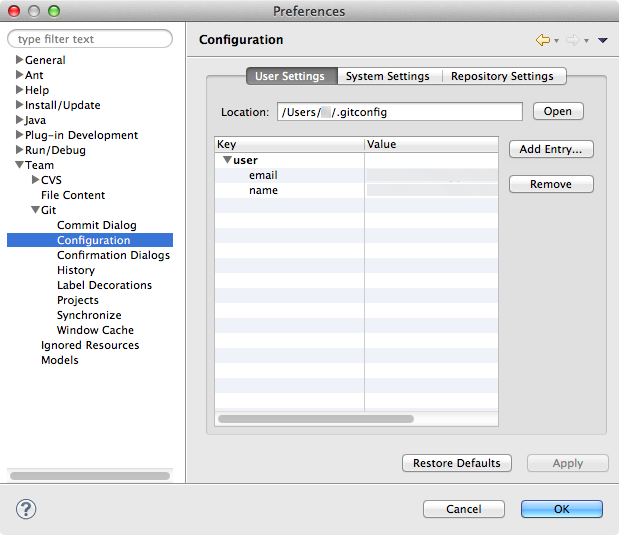 Preferences
type filter text
General
Ant
Help
Install/Update
Java
Plug-in Development
Run/Debug
Team
CVS
File Content
Git
Commit Dialog
Configuration
Confirmation Dialogs
History
Label Decorations
Projects
Synchronize
Window Cache
Ignored Resources
Models
Configuration
User Settings System Settings Repository Settings
Location: /Users/ /.gitconfig Open
Key Value
user
email
name
Add Entry...
Remove
Restore Defaults Apply
? Cancel OK